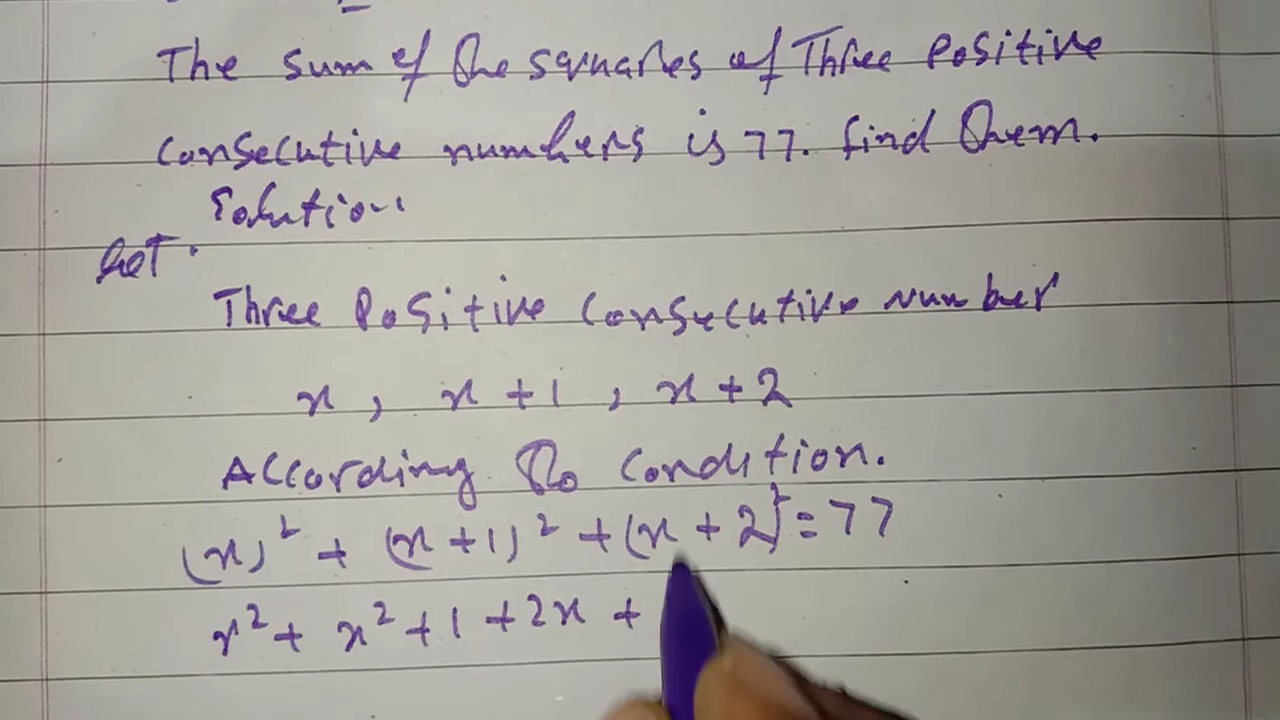 The sum of the squares of Three Positive
consecutive numbers is 77. find them.
Solution:
Let.
Three Positive Consecutive number
x, x+1, x+2
According to condition.
(x)² + (x+1)² + (x+2)² = 77
x² + x² + 1 + 2x +